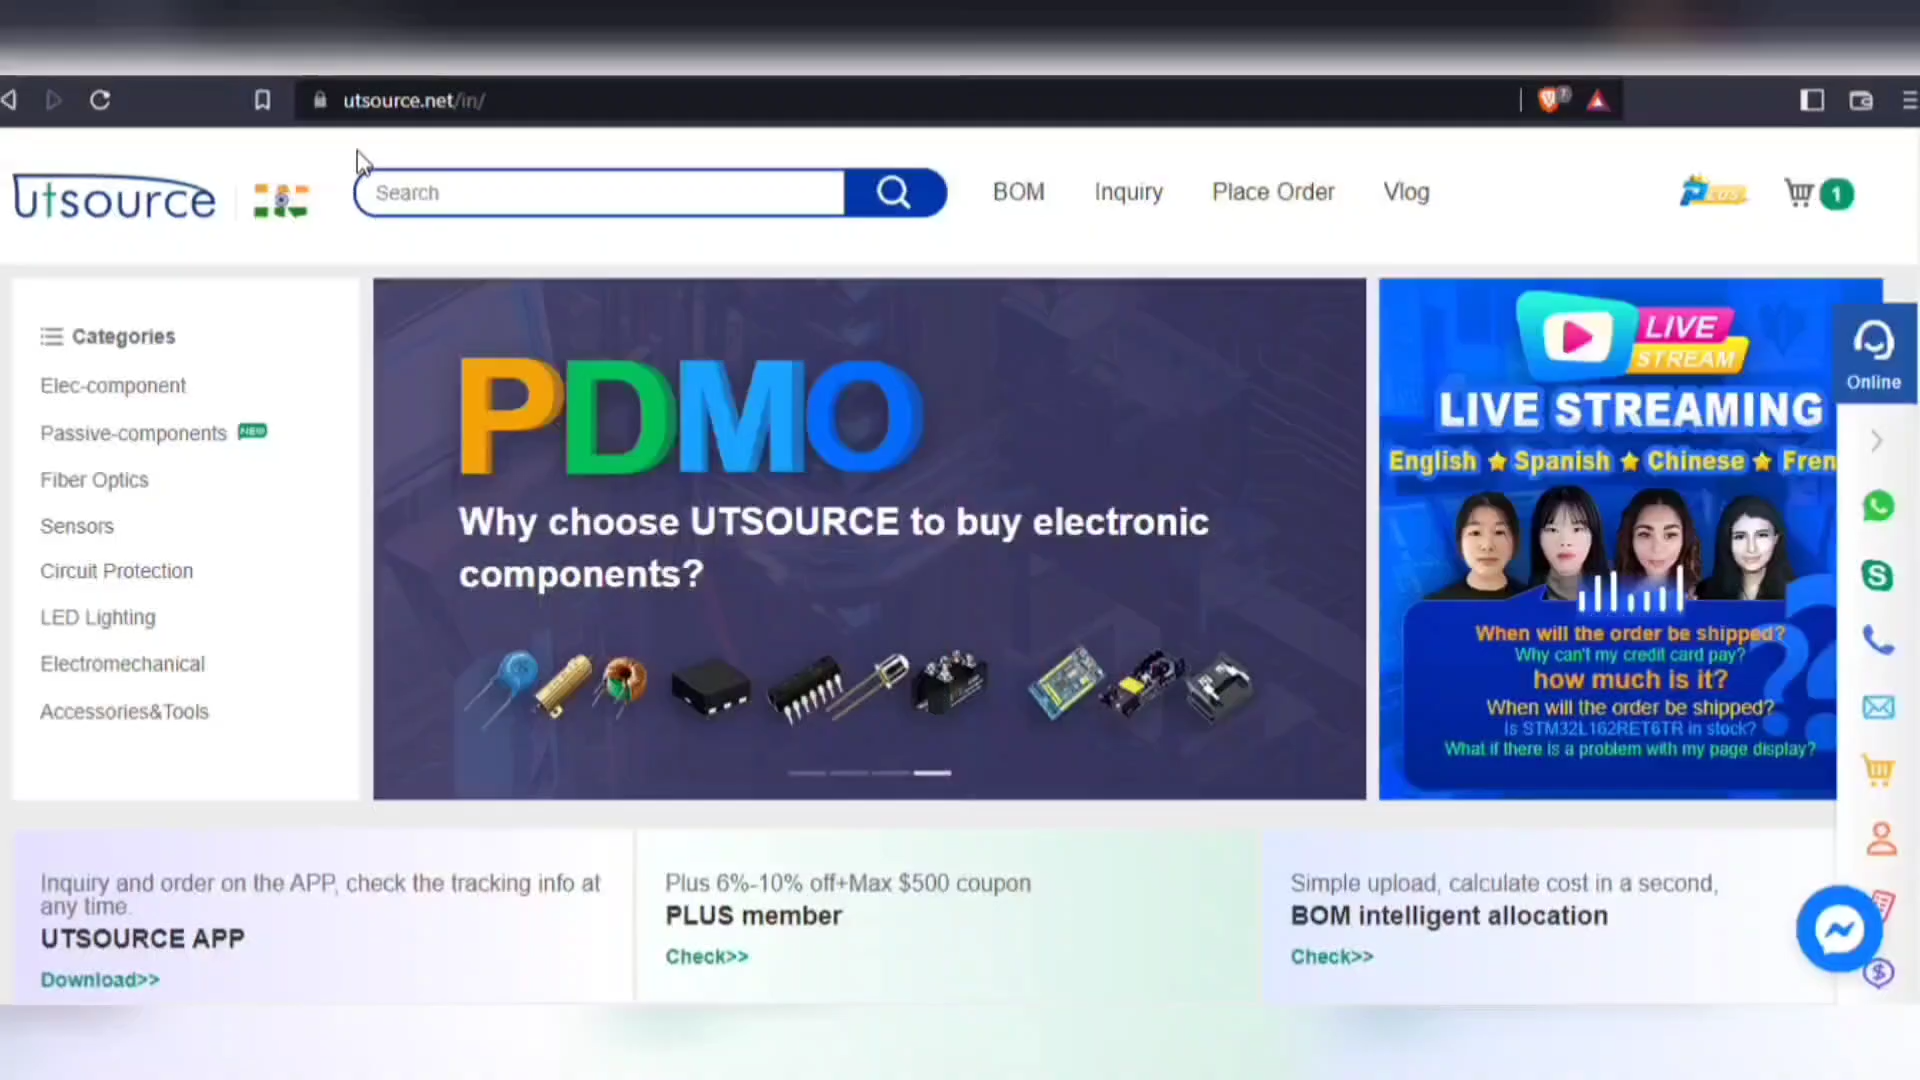 utsource.net/in/
utsource
Search
BOM
Inquiry
Place Order
Vlog
1
Categories
Elec-component
Passive-components NEW
Fiber Optics
Sensors
Circuit Protection
LED Lighting
Electromechanical
Accessories&Tools
PDMO
Why choose UTSOURCE to buy electronic
components?
LIVE
STREAM
LIVE STREAMING
English ★ Spanish ★ Chinese ★ Fren
When will the order be shipped?
Why can't my credit card pay?
how much is it?
When will the order be shipped?
Is STM32L162RET6TR in stock?
What if there is a problem with my page display?
Online
Inquiry and order on the APP, check the tracking info at
any time.
UTSOURCE APP
Download>>
Plus 6%-10% off+Max $500 coupon
PLUS member
Check>>
Simple upload, calculate cost in a second,
BOM intelligent allocation
Check>>